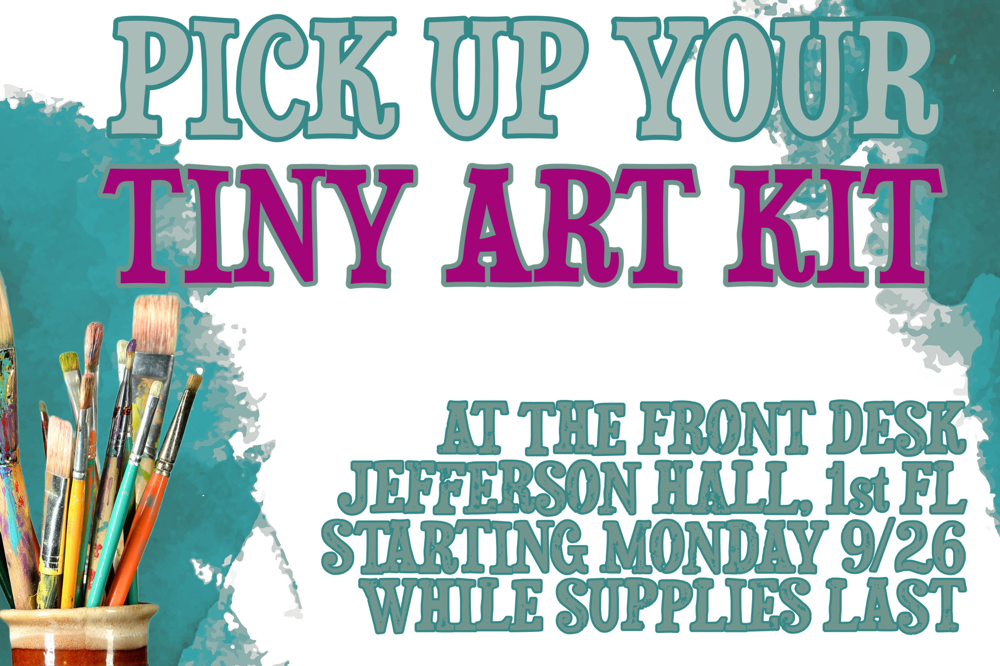 PICK UP YOUR
TINY ART KIT
AT THE FRONT DESK
JEFFERSON HALL, 1st FL
STARTING MONDAY 9/26
WHILE SUPPLIES LAST